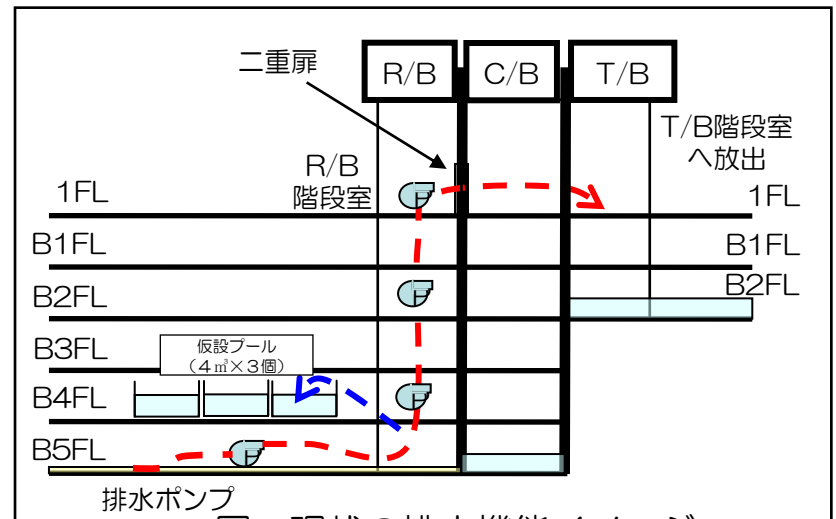 二重扉
R/B
C/B
T/B
T/B階段室
へ放出
R/B
階段室
1FL
1FL
B1FL
B1FL
B2FL
B2FL
B3FL
仮設プール
(4㎥×3個)
B4FL
B5FL
排水ポンプ